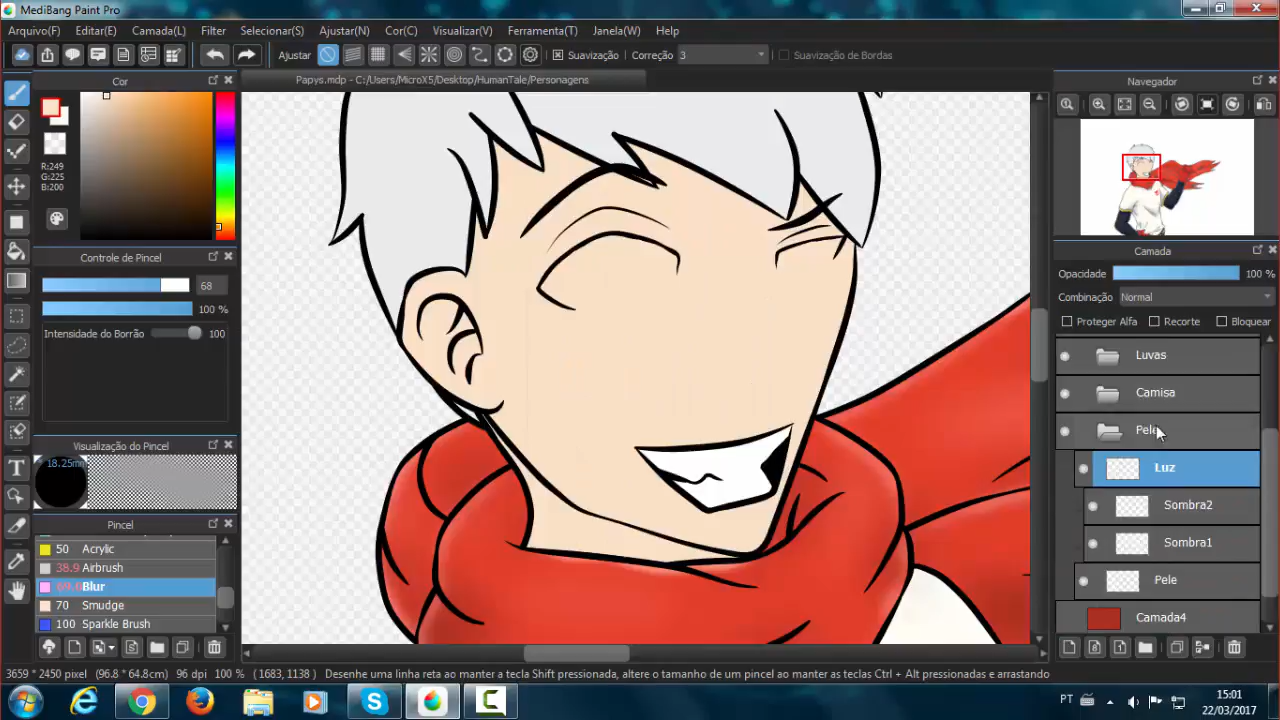 MediBang Paint Pro
Arquivo(F) Editar(E) Camada(L) Filter Selecionar(S) Ajustar(N) Cor(C) Visualizar(V) Ferramenta(T) Janela(W) Help
Ajustar Suavização Correção 3 Suavização de Bordas
Cor
Papys.mdp - C:/Users/MicroX5/Desktop/HumanTale/Personagens
Navegador
R:249
G:225
B:200
Controle de Pincel
68
100 %
Intensidade do Borrão 100
Visualização do Pincel
18.25mm
Pincel
50 Acrylic
38.9 Airbrush
Blur
70 Smudge
100 Sparkle Brush
Camada
Opacidade 100 %
Combinação Normal
Proteger Alfa Recorte Bloquear
Luvas
Camisa
Pele
Luz
Sombra2
Sombra1
Pele
Camada4
3659 * 2450 pixel (96.8 * 64.8cm) 96 dpi 100 % (1683, 1138) Desenhe uma linha reta ao manter a tecla Shift pressionada, altere o tamanho de um pincel ao manter as teclas Ctrl + Alt pressionadas e arrastando
PT
15:01
22/03/2017